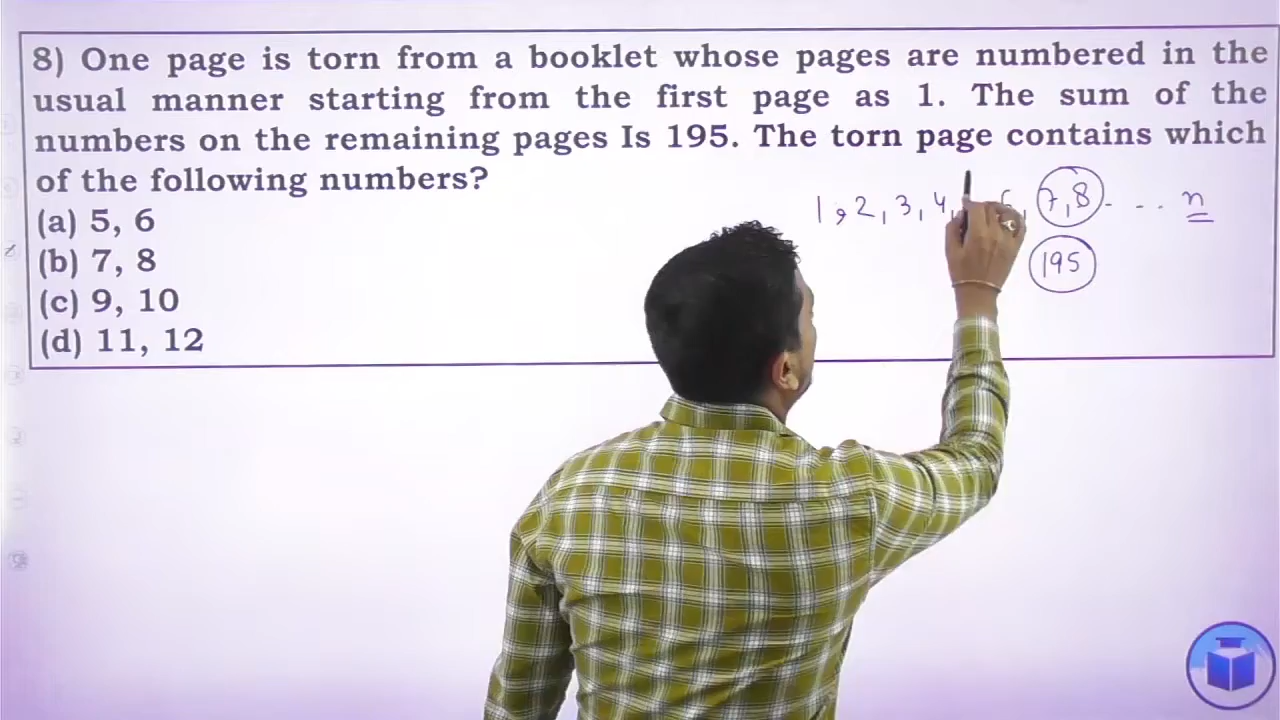 8) One page is torn from a booklet whose pages are numbered in the
usual manner starting from the first page as 1. The sum of the
numbers on the remaining pages Is 195. The torn page contains which
of the following numbers?
(a) 5, 6
(b) 7, 8
(c) 9, 10
(d) 11, 12
1, 2, 3, 4, 6, 7, 8 - - - n
195